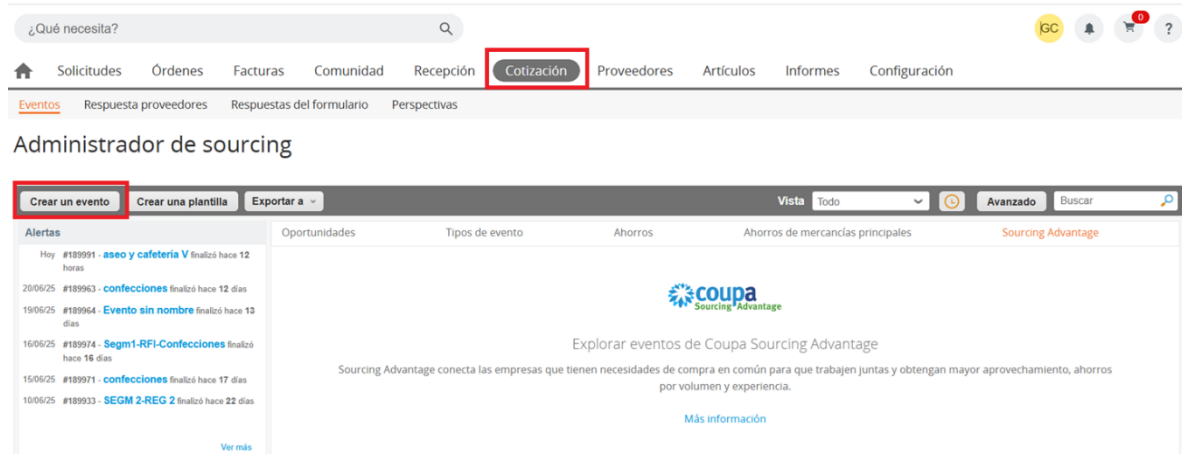 ¿Qué necesita?
GC
0
?
Solicitudes Órdenes Facturas Comunidad Recepción Cotización Proveedores Artículos Informes Configuración
Eventos Respuesta proveedores Respuestas del formulario Perspectivas
Administrador de sourcing
Crear un evento Crear una plantilla Exportar a Vista Todo Avanzado Buscar
Alertas
Hoy #189991 - aseo y cafeteria V finalizó hace 12
horas
20/06/25 #189963 - confecciones finalizó hace 12 días
19/06/25 #189964 - Evento sin nombre finalizó hace 13
días
16/06/25 #189974 - Segm1-RFI-Confecciones finalizó
hace 16 días
15/06/25 #189971 - confecciones finalizó hace 17 días
10/06/25 #189933 - SEGM 2-REG 2 finalizó hace 22 días
Ver más
Oportunidades Tipos de evento Ahorros Ahorros de mercancías principales Sourcing Advantage
coupa
Sourcing Advantage
Explorar eventos de Coupa Sourcing Advantage
Sourcing Advantage conecta las empresas que tienen necesidades de compra en común para que trabajen juntas y obtengan mayor aprovechamiento, ahorros
por volumen y experiencia.
Más información